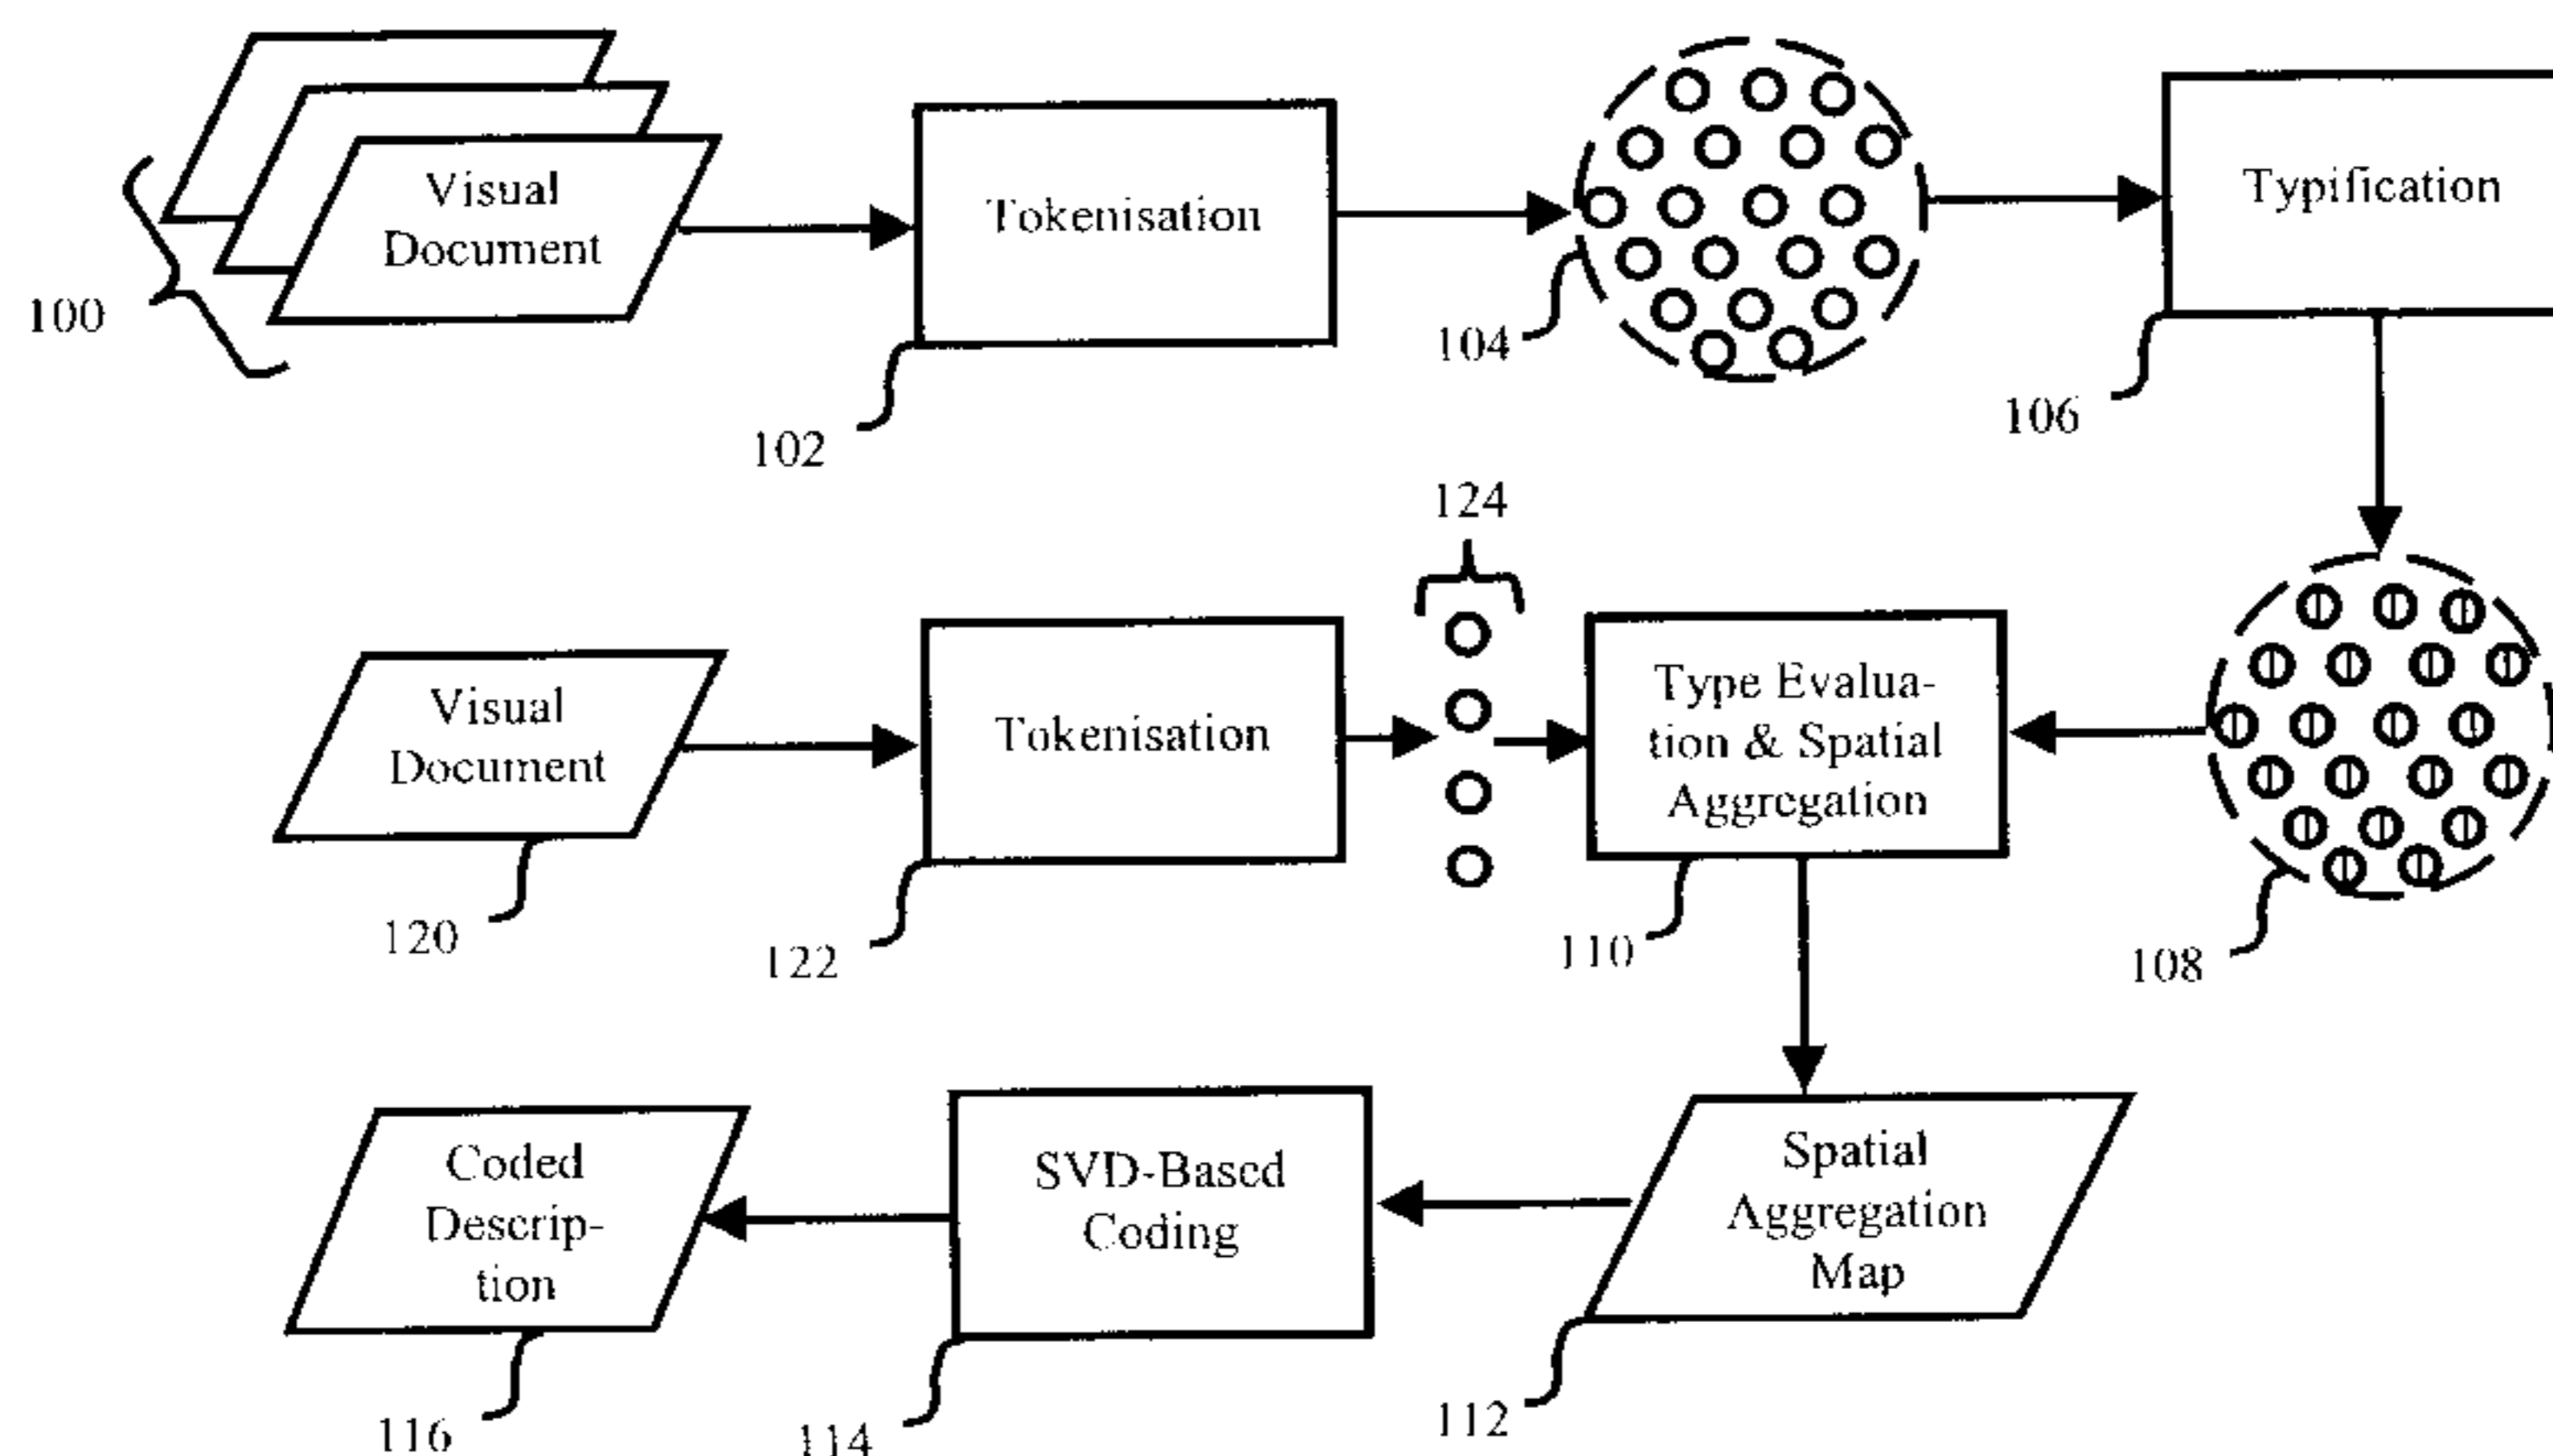 Visual
Document
Tokenisation
Typification
100
102
104
106
124
Visual
Document
Tokenisation
Type Evalua-
tion & Spatial
Aggregation
120
122
110
108
Coded
Descrip-
tion
SVD-Based
Coding
Spatial
Aggregation
Map
116
114
112